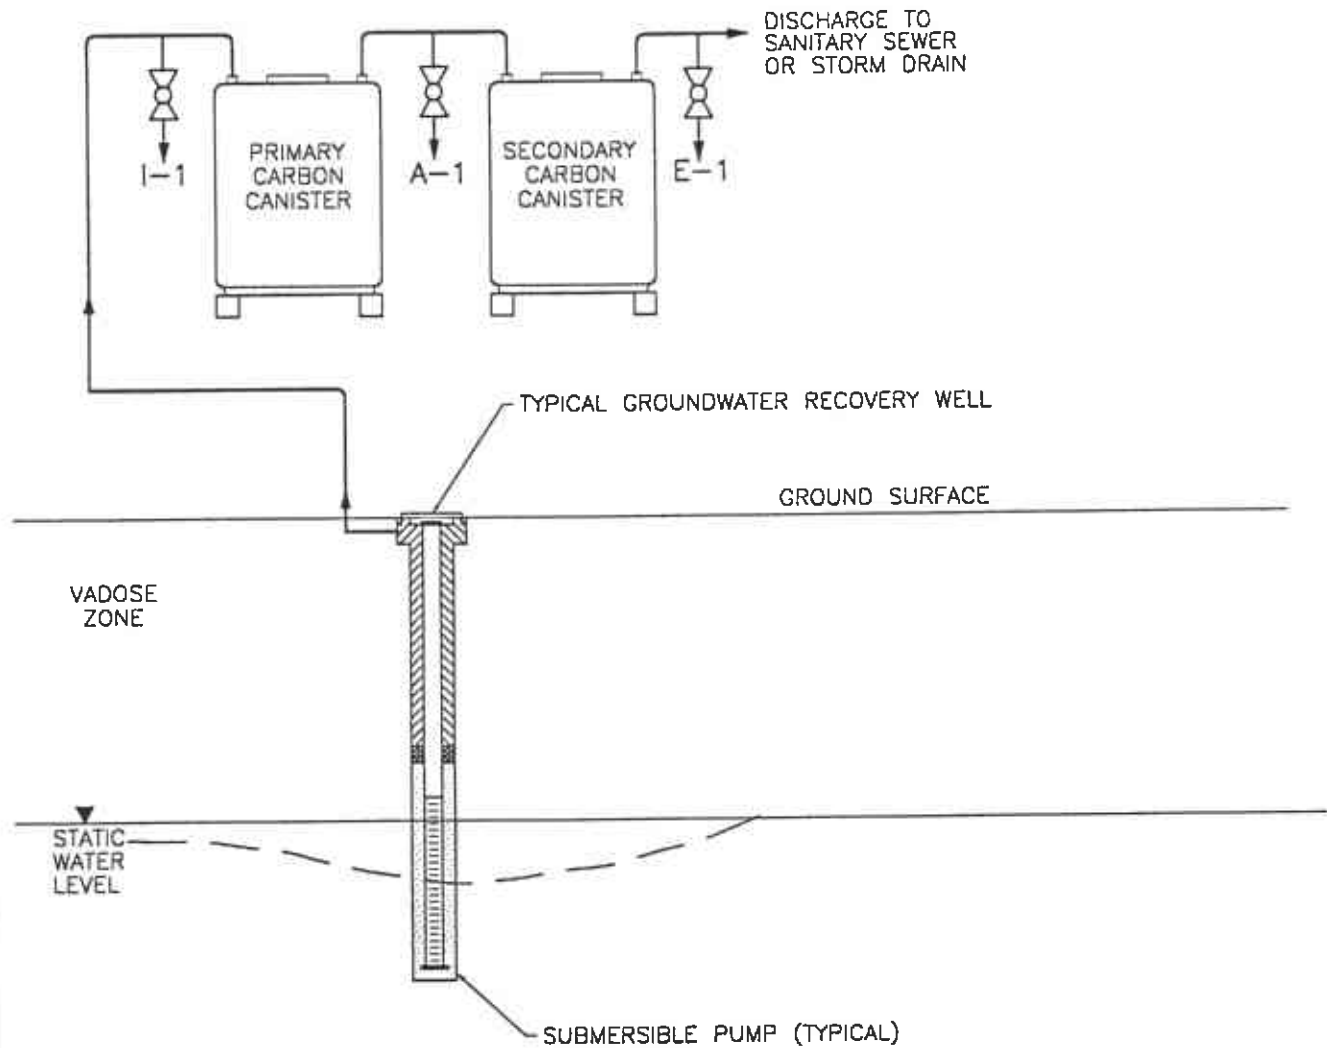 DISCHARGE TO
SANITARY SEWER
OR STORM DRAIN
PRIMARY
CARBON
CANISTER
SECONDARY
CARBON
CANISTER
I-1
A-1
E-1
TYPICAL GROUNDWATER RECOVERY WELL
GROUND SURFACE
VADOSE
ZONE
STATIC
WATER
LEVEL
SUBMERSIBLE PUMP (TYPICAL)